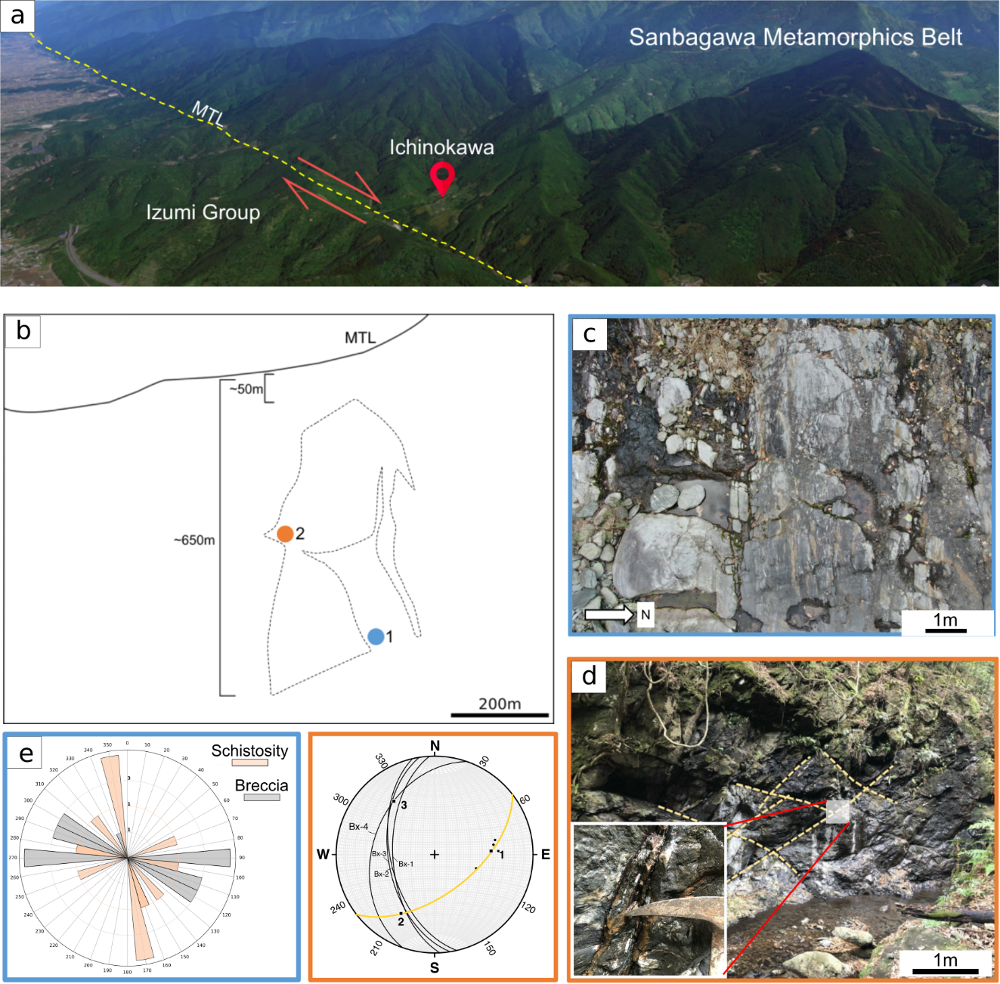 a
Sanbagawa Metamorphics Belt
MTL
Ichinokawa
Izumi Group
b
MTL
~50m
~650m
2
1
200m
c
N
1m
d
1m
e
Schistosity
Breccia
0
10
20
30
40
50
60
70
80
90
100
110
120
130
140
150
160
170
180
190
200
210
220
230
240
250
260
270
280
290
300
310
320
330
340
350
3
1
1
N
30
60
E
120
150
S
210
240
W
300
330
3
Bx-4
Bx-3
Bx-1
Bx-2
1
2